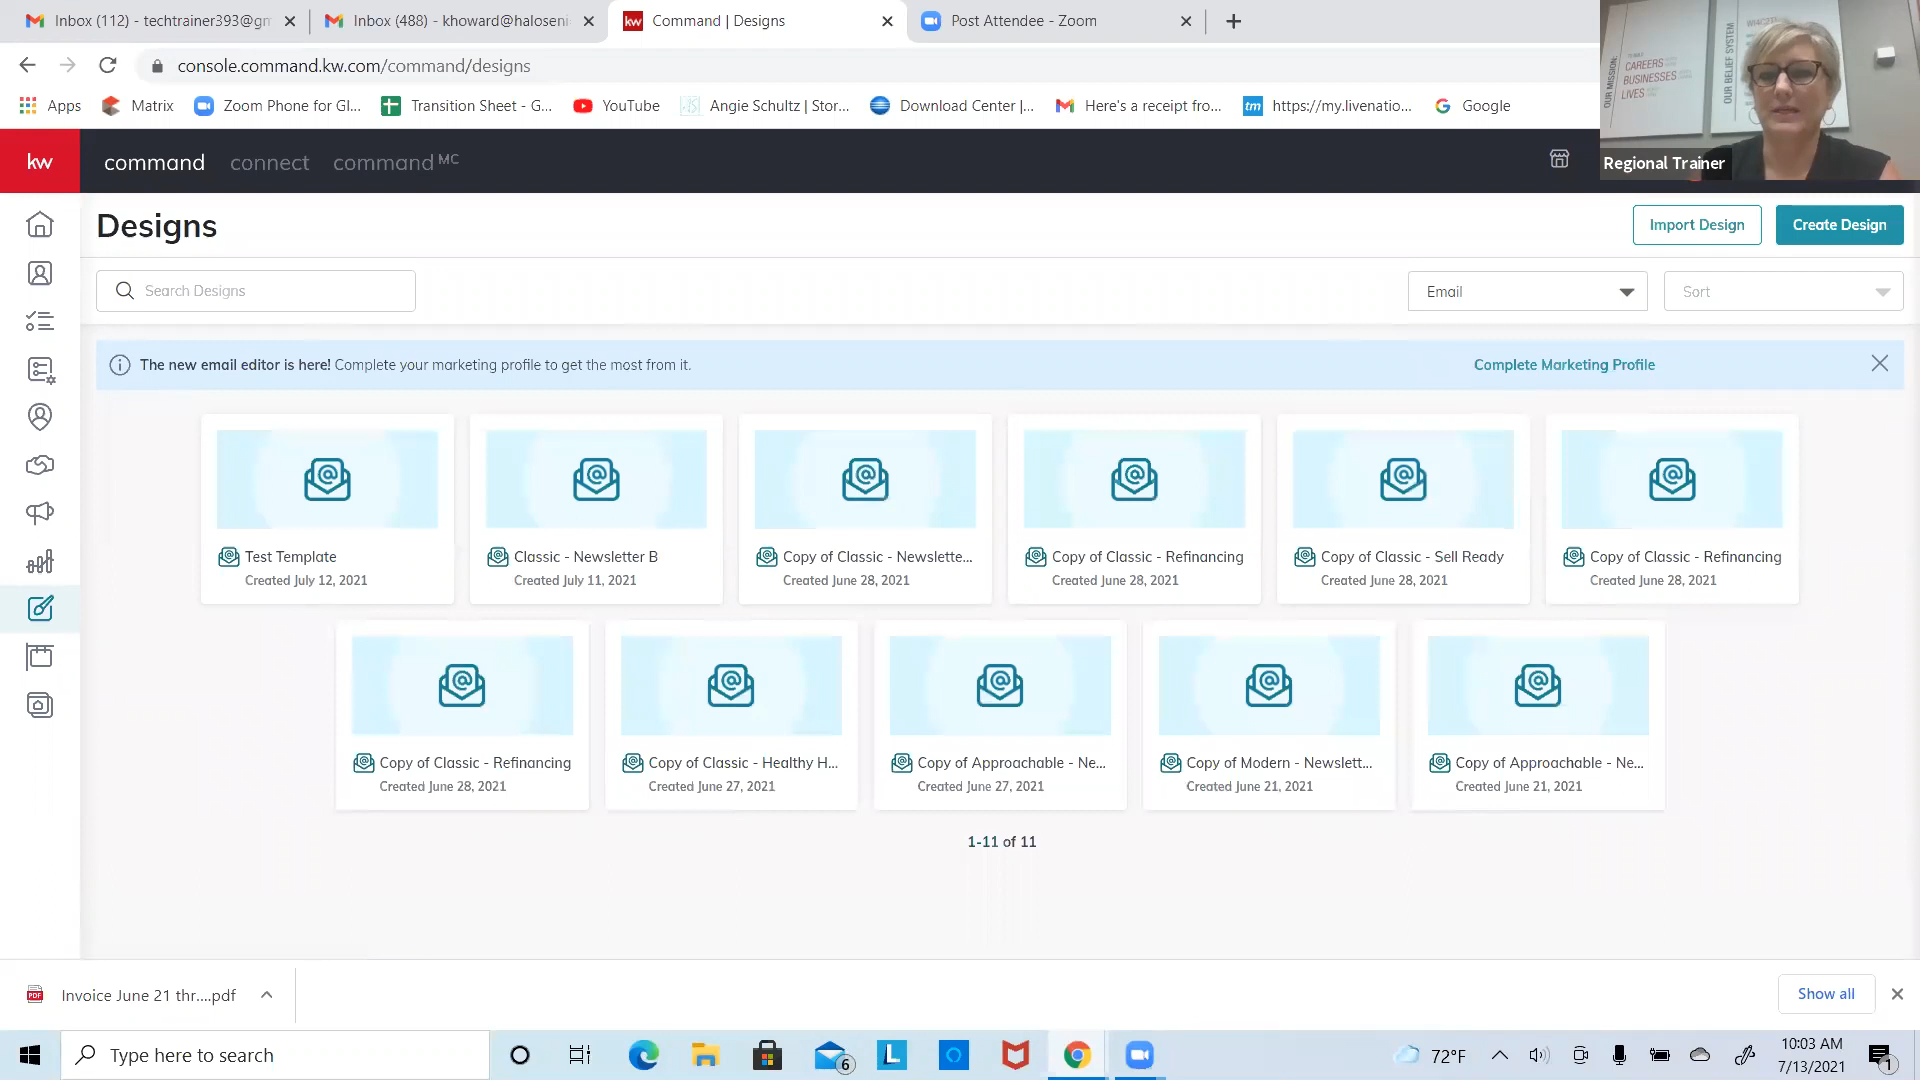 Inbox (112) - techtrainer393@gm
Inbox (488) - khoward@haloseni
kw Command | Designs
Post Attendee - Zoom
console.command.kw.com/command/designs
Apps
Matrix
Zoom Phone for Gl...
Transition Sheet - G...
YouTube
Angie Schultz | Stor...
Download Center |...
Here's a receipt fro...
tm https://my.livenatio...
Google
OUR MISSION:
CAREERS
BUSINESSES
LIVES
OUR BELIEF SYSTEM
WI4C2TS
Regional Trainer
kw command connect command MC
Designs
Import Design
Create Design
Search Designs
Email
Sort
The new email editor is here! Complete your marketing profile to get the most from it.
Complete Marketing Profile
Test Template
Created July 12, 2021
Classic - Newsletter B
Created July 11, 2021
Copy of Classic - Newslette...
Created June 28, 2021
Copy of Classic - Refinancing
Created June 28, 2021
Copy of Classic - Sell Ready
Created June 28, 2021
Copy of Classic - Refinancing
Created June 28, 2021
Copy of Classic - Refinancing
Created June 28, 2021
Copy of Classic - Healthy H...
Created June 27, 2021
Copy of Approachable - Ne...
Created June 27, 2021
Copy of Modern - Newslett...
Created June 21, 2021
Copy of Approachable - Ne...
Created June 21, 2021
1-11 of 11
PDF Invoice June 21 thr....pdf
Show all
Type here to search
6
L
72°F
10:03 AM
7/13/2021
1